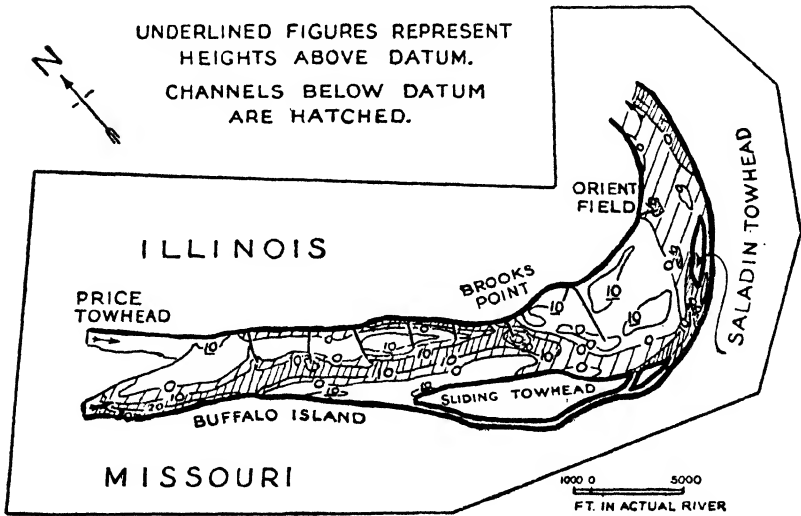 UNDERLINED FIGURES REPRESENT
HEIGHTS ABOVE DATUM.
CHANNELS BELOW DATUM
ARE HATCHED.
N
ORIENT
FIELD
SALADIN TOWHEAD
ILLINOIS
BROOKS
POINT
10
10
PRICE
TOWHEAD
10
10
10
10
10
10
10
20
SLIDING TOWHEAD
BUFFALO ISLAND
MISSOURI
1000 0 5000
FT. IN ACTUAL RIVER